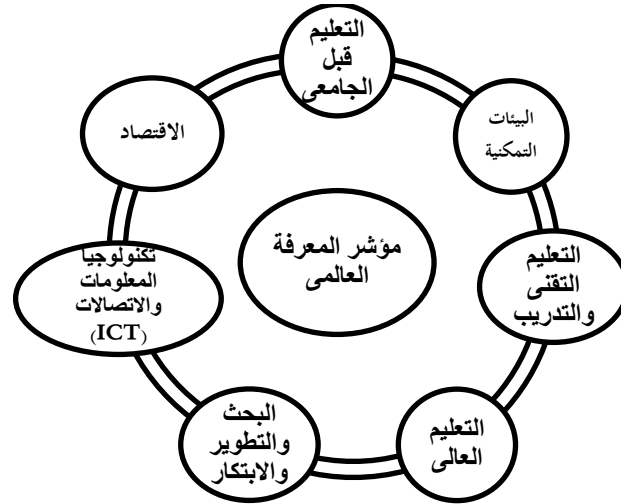 التعليم
قبل
الجامعى
البيئات
التمكنية
الاقتصاد
مؤشر المعرفة
العالمى
التعليم
التقنى
والتدريب
تكنولوجيا
المعلومات
والاتصالات
(ICT)
التعليم
العالى
البحث
والتطوير
والابتكار